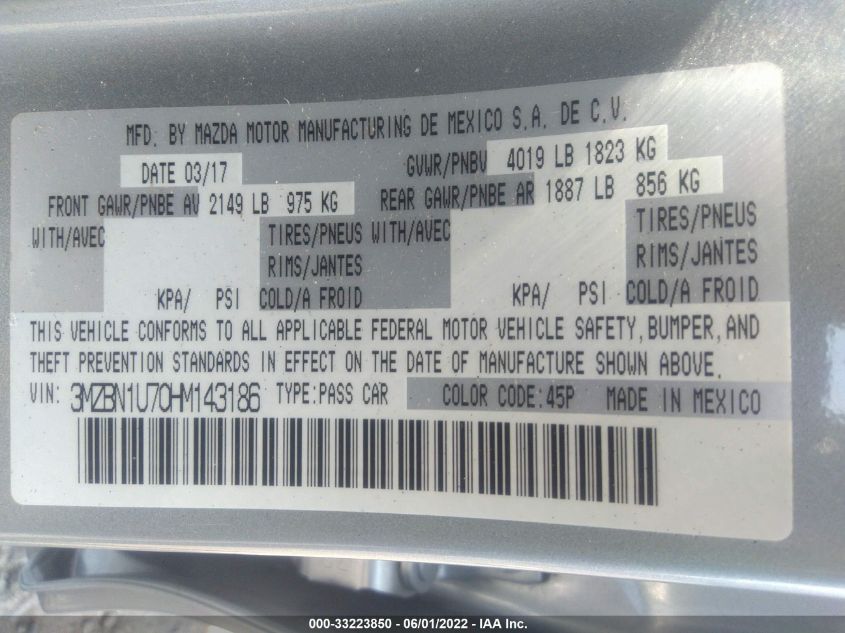 MFD. BY MAZDA MOTOR MANUFACTURING DE MEXICO S.A. DE C.V.
DATE 03/17 GVWR/PNBV 4019 LB 1823 KG
FRONT GAWR/PNBE AV 2149 LB 975 KG REAR GAWR/PNBE AR 1887 LB 856 KG
WITH/AVEC TIRES/PNEUS WITH/AVEC TIRES/PNEUS
RIMS/JANTES RIMS/JANTES
KPA/ PSI COLD/A FROID KPA/ PSI COLD/A FROID
THIS VEHICLE CONFORMS TO ALL APPLICABLE FEDERAL MOTOR VEHICLE SAFETY, BUMPER, AND
THEFT PREVENTION STANDARDS IN EFFECT ON THE DATE OF MANUFACTURE SHOWN ABOVE.
VIN: 3MZBN1U70HM143186 TYPE:PASS CAR COLOR CODE:45P MADE IN MEXICO
000-33223850 - 06/01/2022 - IAA Inc.